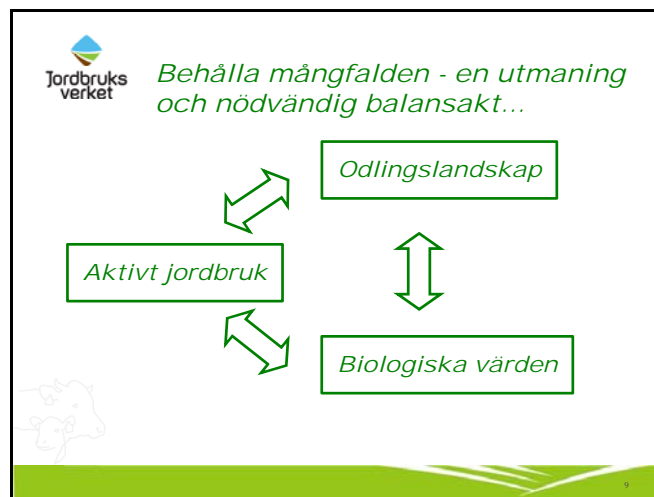 Jordbruks
verket
Behålla mångfalden - en utmaning
och nödvändig balansakt...
Odlingslandskap
Aktivt jordbruk
Biologiska värden
9